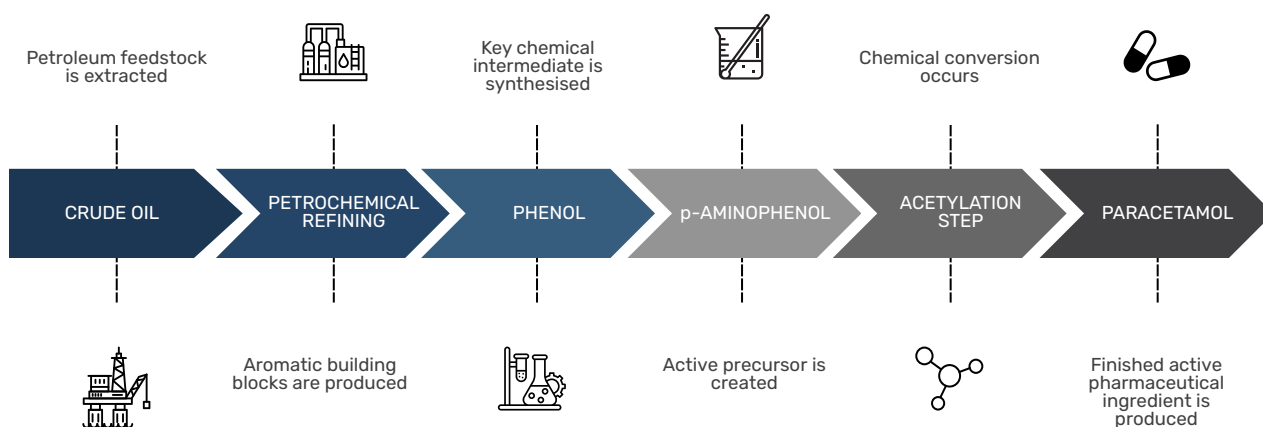 Petroleum feedstock
is extracted
Key chemical
intermediate is
synthesised
Chemical conversion
occurs
CRUDE OIL
PETROCHEMICAL
REFINING
PHENOL
p-AMINOPHENOL
ACETYLATION
STEP
PARACETAMOL
Aromatic building
blocks are produced
Active precursor is
created
Finished active
pharmaceutical
ingredient is
produced